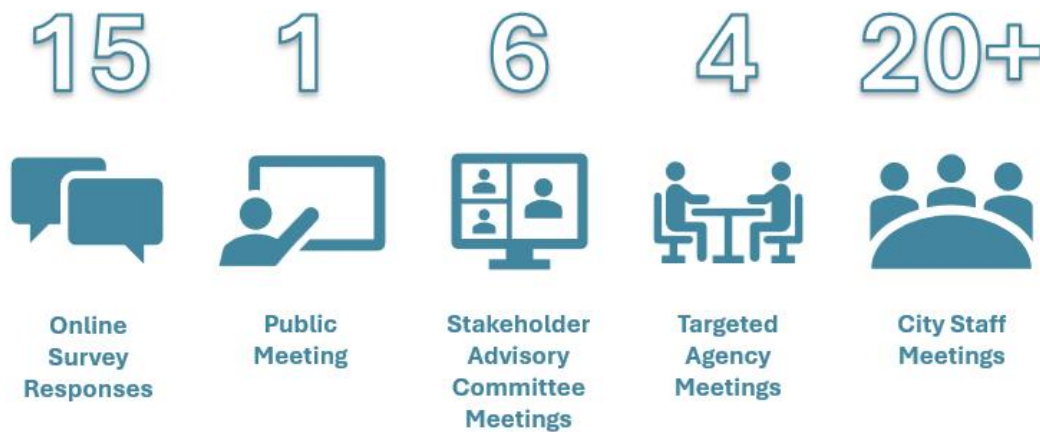 15 1 6 4 20+
Online
Survey
Responses
Public
Meeting
Stakeholder
Advisory
Committee
Meetings
Targeted
Agency
Meetings
City Staff
Meetings